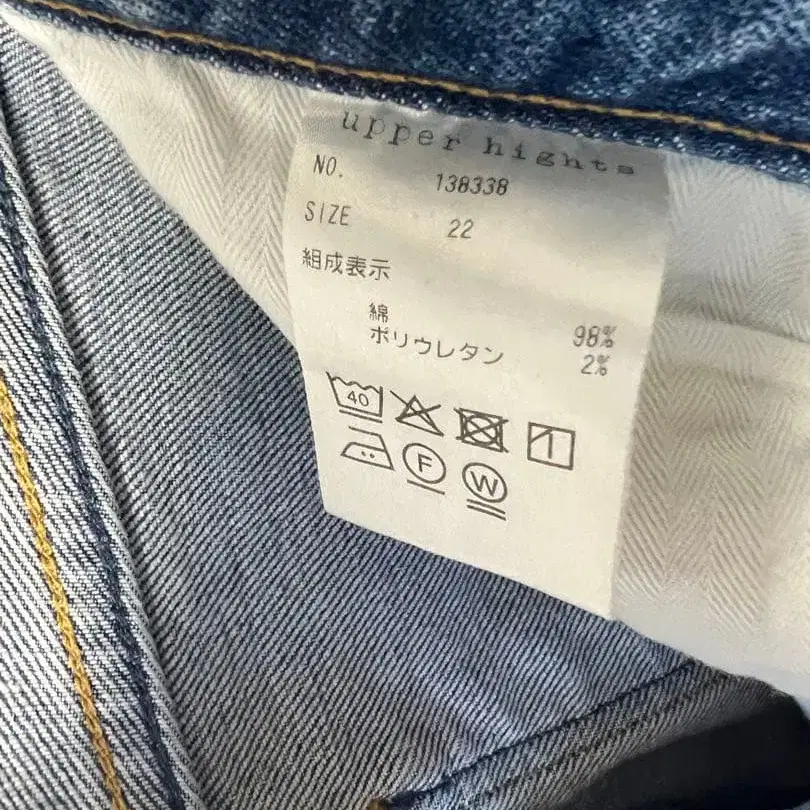 upper hights
NO. 138338
SIZE 22
組成表示
綿 98%
ポリウレタン 2%
40
F W